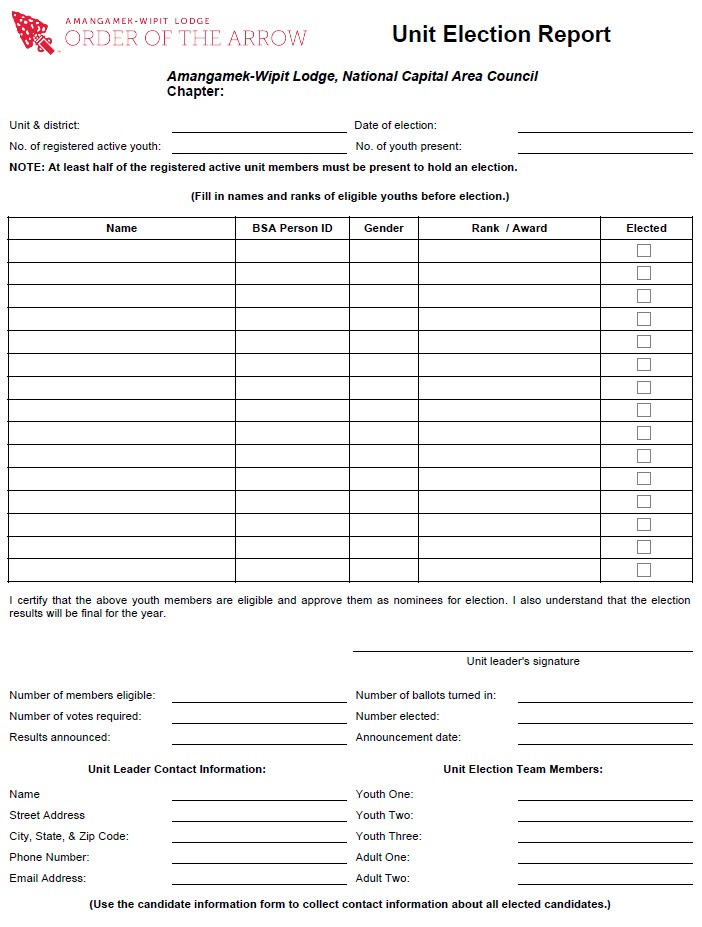 AMANGAMEK-WIPIT LODGE
ORDER OF THE ARROW
Unit Election Report
Amangamek-Wipit Lodge, National Capital Area Council
Chapter:
Unit & district: Date of election:
No. of registered active youth: No. of youth present:
NOTE: At least half of the registered active unit members must be present to hold an election.
(Fill in names and ranks of eligible youths before election.)
Name BSA Person ID Gender Rank / Award Elected
I certify that the above youth members are eligible and approve them as nominees for election. I also understand that the election
results will be final for the year.
Unit leader's signature
Number of members eligible: Number of ballots turned in:
Number of votes required: Number elected:
Results announced: Announcement date:
Unit Leader Contact Information: Unit Election Team Members:
Name Youth One:
Street Address Youth Two:
City, State, & Zip Code: Youth Three:
Phone Number: Adult One:
Email Address: Adult Two:
(Use the candidate information form to collect contact information about all elected candidates.)